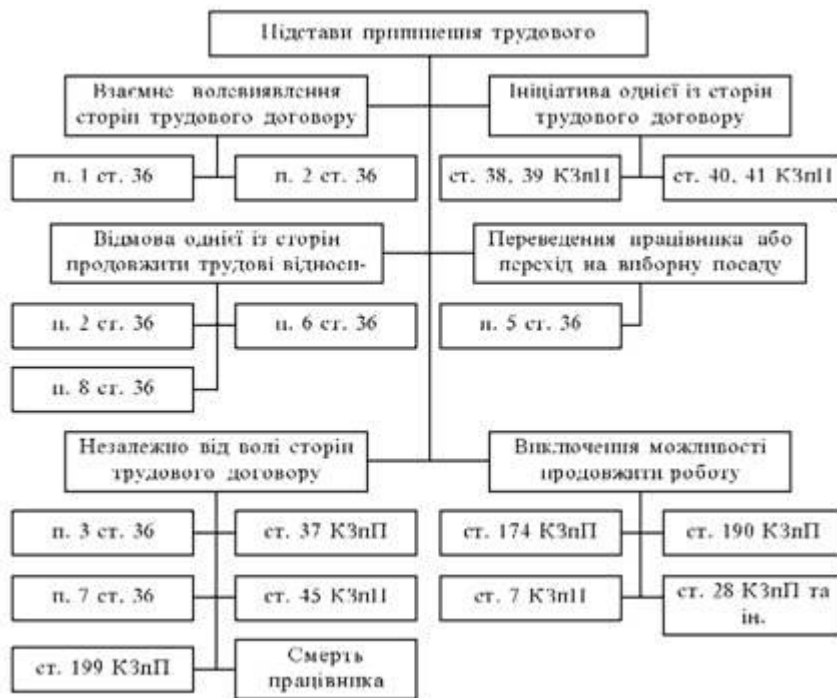 Підстави припинення трудового
Взаємне волевиявлення
сторін трудового договору
Ініціатива однієї із сторін
трудового договору
п. 1 ст. 36
п. 2 ст. 36
ст. 38, 39 КЗпП
ст. 40, 41 КЗпП
Відмова однієї із сторін
продовжити трудові відноси-
Переведення працівника або
перехід на виборну посаду
п. 2 ст. 36
п. 6 ст. 36
п. 5 ст. 36
п. 8 ст. 36
Незалежно від волі сторін
трудового договору
Виключення можливості
продовжити роботу
п. 3 ст. 36
ст. 37 КЗпП
ст. 174 КЗпП
ст. 190 КЗпП
п. 7 ст. 36
ст. 45 КЗпП
ст. 7 КЗпП
ст. 28 КЗпП та
ін.
ст. 199 КЗпП
Смерть
працівника